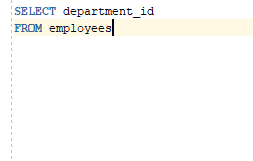 SELECT department_id
FROM employees